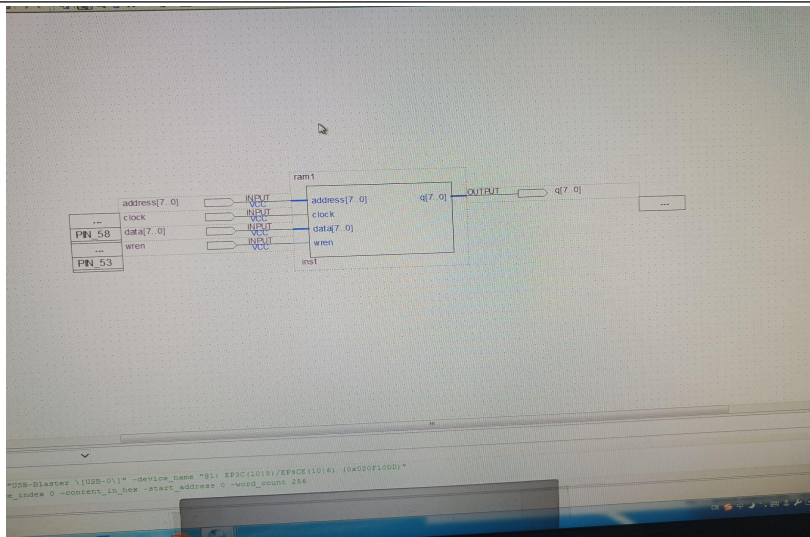 ram1
address[7..0]
INPUT
VCC
address[7..0]
q[7..0]
OUTPUT
q[7..0]
...
clock
INPUT
VCC
clock
...
PIN_58
data[7..0]
INPUT
VCC
data[7..0]
...
wren
INPUT
VCC
wren
PIN_53
inst
"USB-Blaster \[USB-0\]" -device_name "@1: EP3C(10|5)/EP4CE(10|6) (0x020F10DD)"
e_index 0 -content_in_hex -start_address 0 -word_count 256